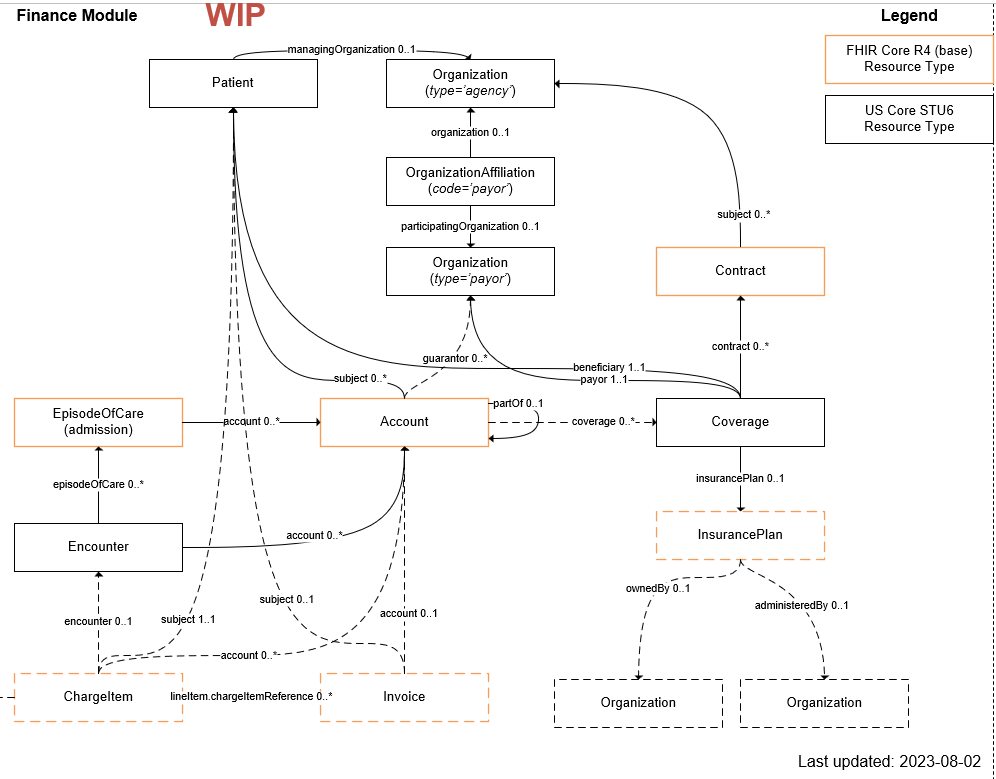 Finance Module
WIP
Legend
managingOrganization 0..1
Patient
Organization
(type='agency')
FHIR Core R4 (base)
Resource Type
US Core STU6
Resource Type
organization 0..1
OrganizationAffiliation
(code='payor')
participatingOrganization 0..1
subject 0..*
Organization
(type='payor')
Contract
contract 0..*
guarantor 0..*
beneficiary 1..1
subject 0..*
payor 1..1
EpisodeOfCare
(admission)
account 0..*
Account
partOf 0..1
coverage 0..*
Coverage
episodeOfCare 0..*
insurancePlan 0..1
Encounter
account 0..*
InsurancePlan
ownedBy 0..1
administeredBy 0..1
encounter 0..1
subject 1..1
subject 0..1
account 0..1
account 0..*
ChargeItem
lineItem.chargeItemReference 0..*
Invoice
Organization
Organization
Last updated: 2023-08-02